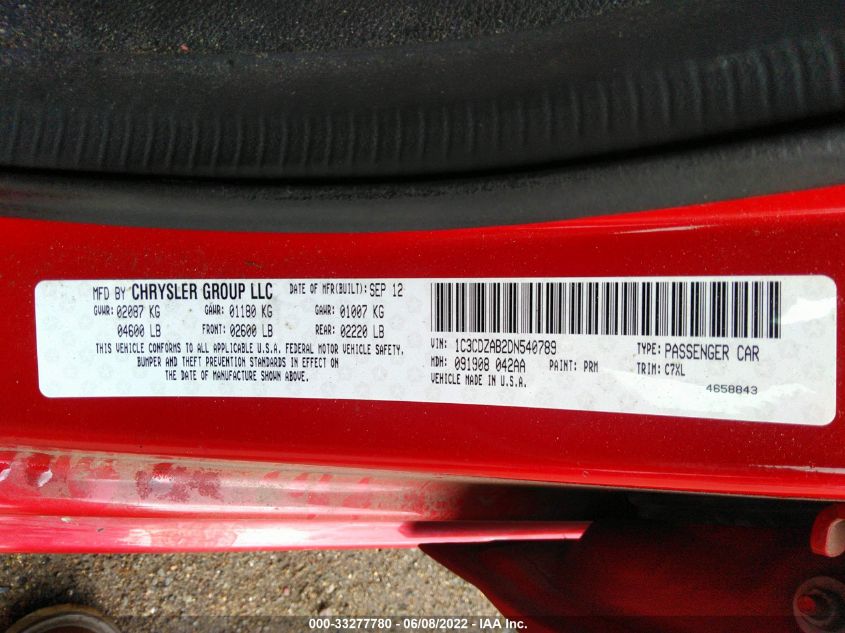 MFD BY CHRYSLER GROUP LLC DATE OF MFR(BUILT): SEP 12
GVWR: 02087 KG GAWR: 01180 KG GAWR: 01007 KG
04600 LB FRONT: 02600 LB REAR: 02220 LB
THIS VEHICLE CONFORMS TO ALL APPLICABLE U.S.A. FEDERAL MOTOR VEHICLE SAFETY,
BUMPER AND THEFT PREVENTION STANDARDS IN EFFECT ON
THE DATE OF MANUFACTURE SHOWN ABOVE.
VIN: 1C3CDZAB2DN540789 TYPE: PASSENGER CAR
MDH: 091908 042AA PAINT: PRM TRIM: C7XL
VEHICLE MADE IN U.S.A. 4658843
000-33277780 - 06/08/2022 - IAA Inc.